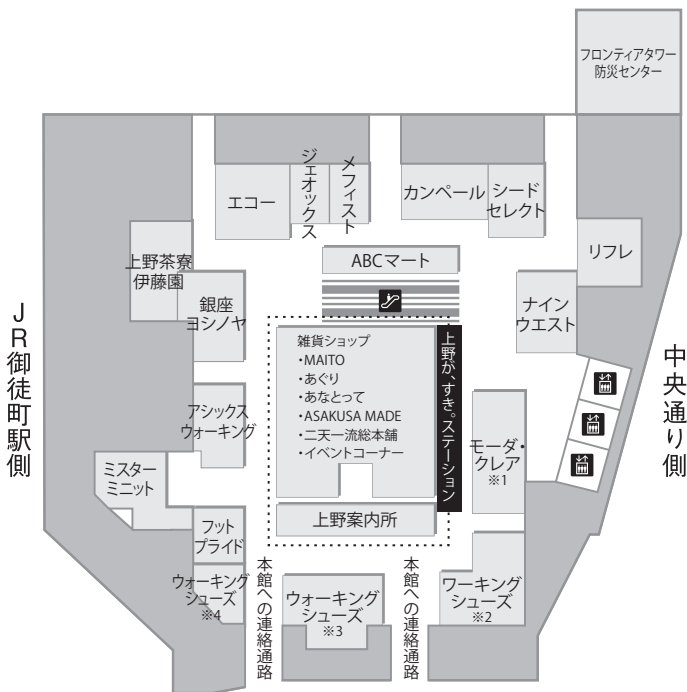 フロンティアタワー
防災センター
エコー
ジェオックス
メフィスト
カンペール
シード
セレクト
上野茶寮
伊藤園
ABCマート
リフレ
銀座
ヨシノヤ
ナイン
ウエスト
JR御徒町駅側
中央通り側
雑貨ショップ
・MAITO
・あぐり
・あなとって
・ASAKUSA MADE
・二天一流総本舗
・イベントコーナー
上野が、すき。ステーション
アシックス
ウォーキング
モーダ・
クレア
※1
ミスター
ミニット
上野案内所
フット
プライド
ウォーキング
シューズ
※4
本館への連絡通路
ウォーキング
シューズ
※3
本館への連絡通路
ワーキング
シューズ
※2